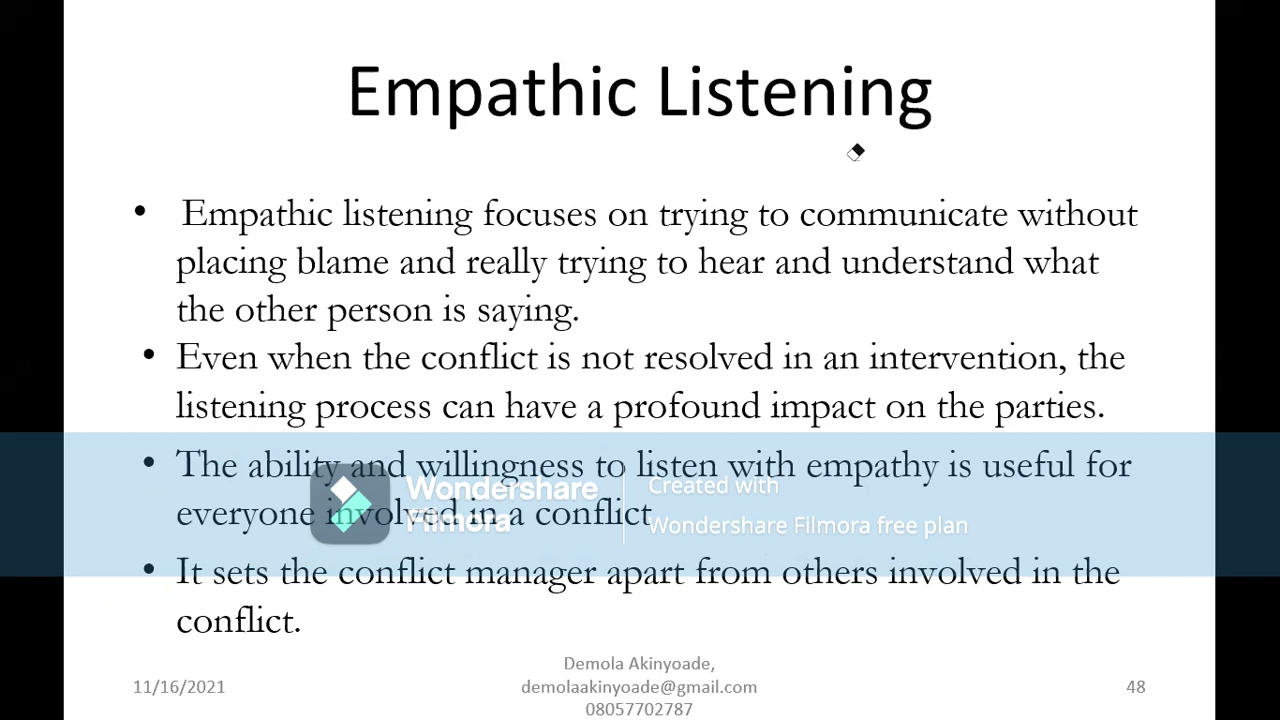 Empathic Listening
• Empathic listening focuses on trying to communicate without
placing blame and really trying to hear and understand what
the other person is saying.
• Even when the conflict is not resolved in an intervention, the
listening process can have a profound impact on the parties.
• The ability and willingness to listen with empathy is useful for
everyone involved in a conflict
• It sets the conflict manager apart from others involved in the
conflict.
Wondershare
Filmora
Created with
Wondershare Filmora free plan
11/16/2021
Demola Akinyoade,
demolaakinyoade@gmail.com
08057702787
48